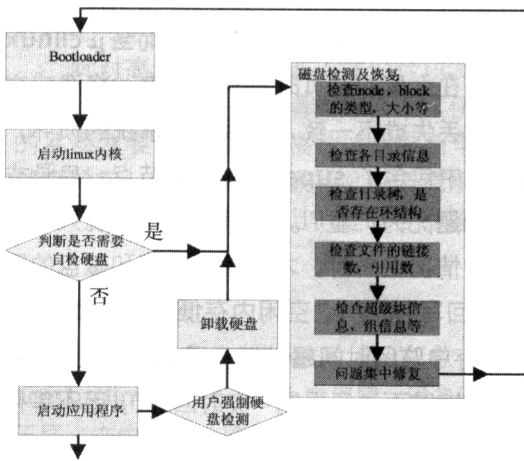 Bootloader
启动linux内核
判断是否需要
自检硬盘
是
否
启动应用程序
卸载硬盘
用户强制硬
盘检测
磁盘检测及恢复
检查inode，block
的类型，大小等
检查各目录信息
检查目录树，是
否存在环结构
检查文件的链接
数，引用数
检查超级块信
息，组信息等
问题集中修复